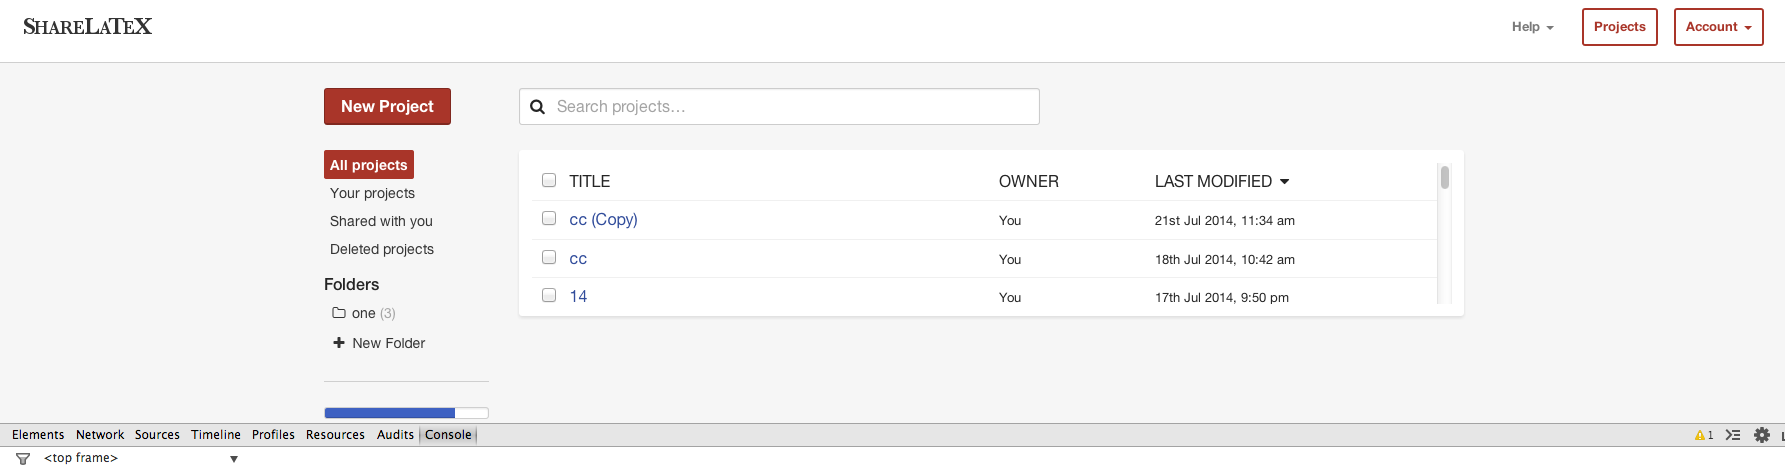 SHARELATEX
Help Projects Account
New Project
Search projects…
All projects
Your projects
Shared with you
Deleted projects
Folders
one (3)
New Folder
TITLE OWNER LAST MODIFIED
cc (Copy) You 21st Jul 2014, 11:34 am
cc You 18th Jul 2014, 10:42 am
14 You 17th Jul 2014, 9:50 pm
Elements Network Sources Timeline Profiles Resources Audits Console 1
<top frame>